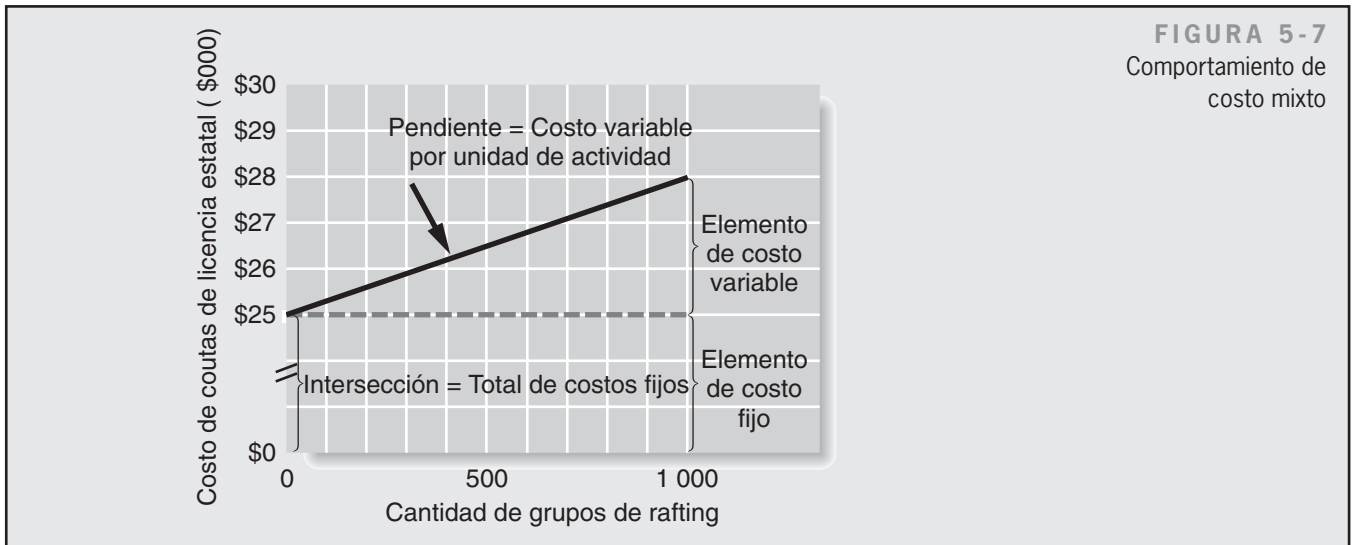 FIGURA 5-7
Comportamiento de
costo mixto
Costo de coutas de licencia estatal ( $000)
$30
$29
$28
$27
$26
$25
$0
Pendiente = Costo variable
por unidad de actividad
Elemento
de costo
variable
Intersección = Total de costos fijos
Elemento
de costo
fijo
0
500
1 000
Cantidad de grupos de rafting